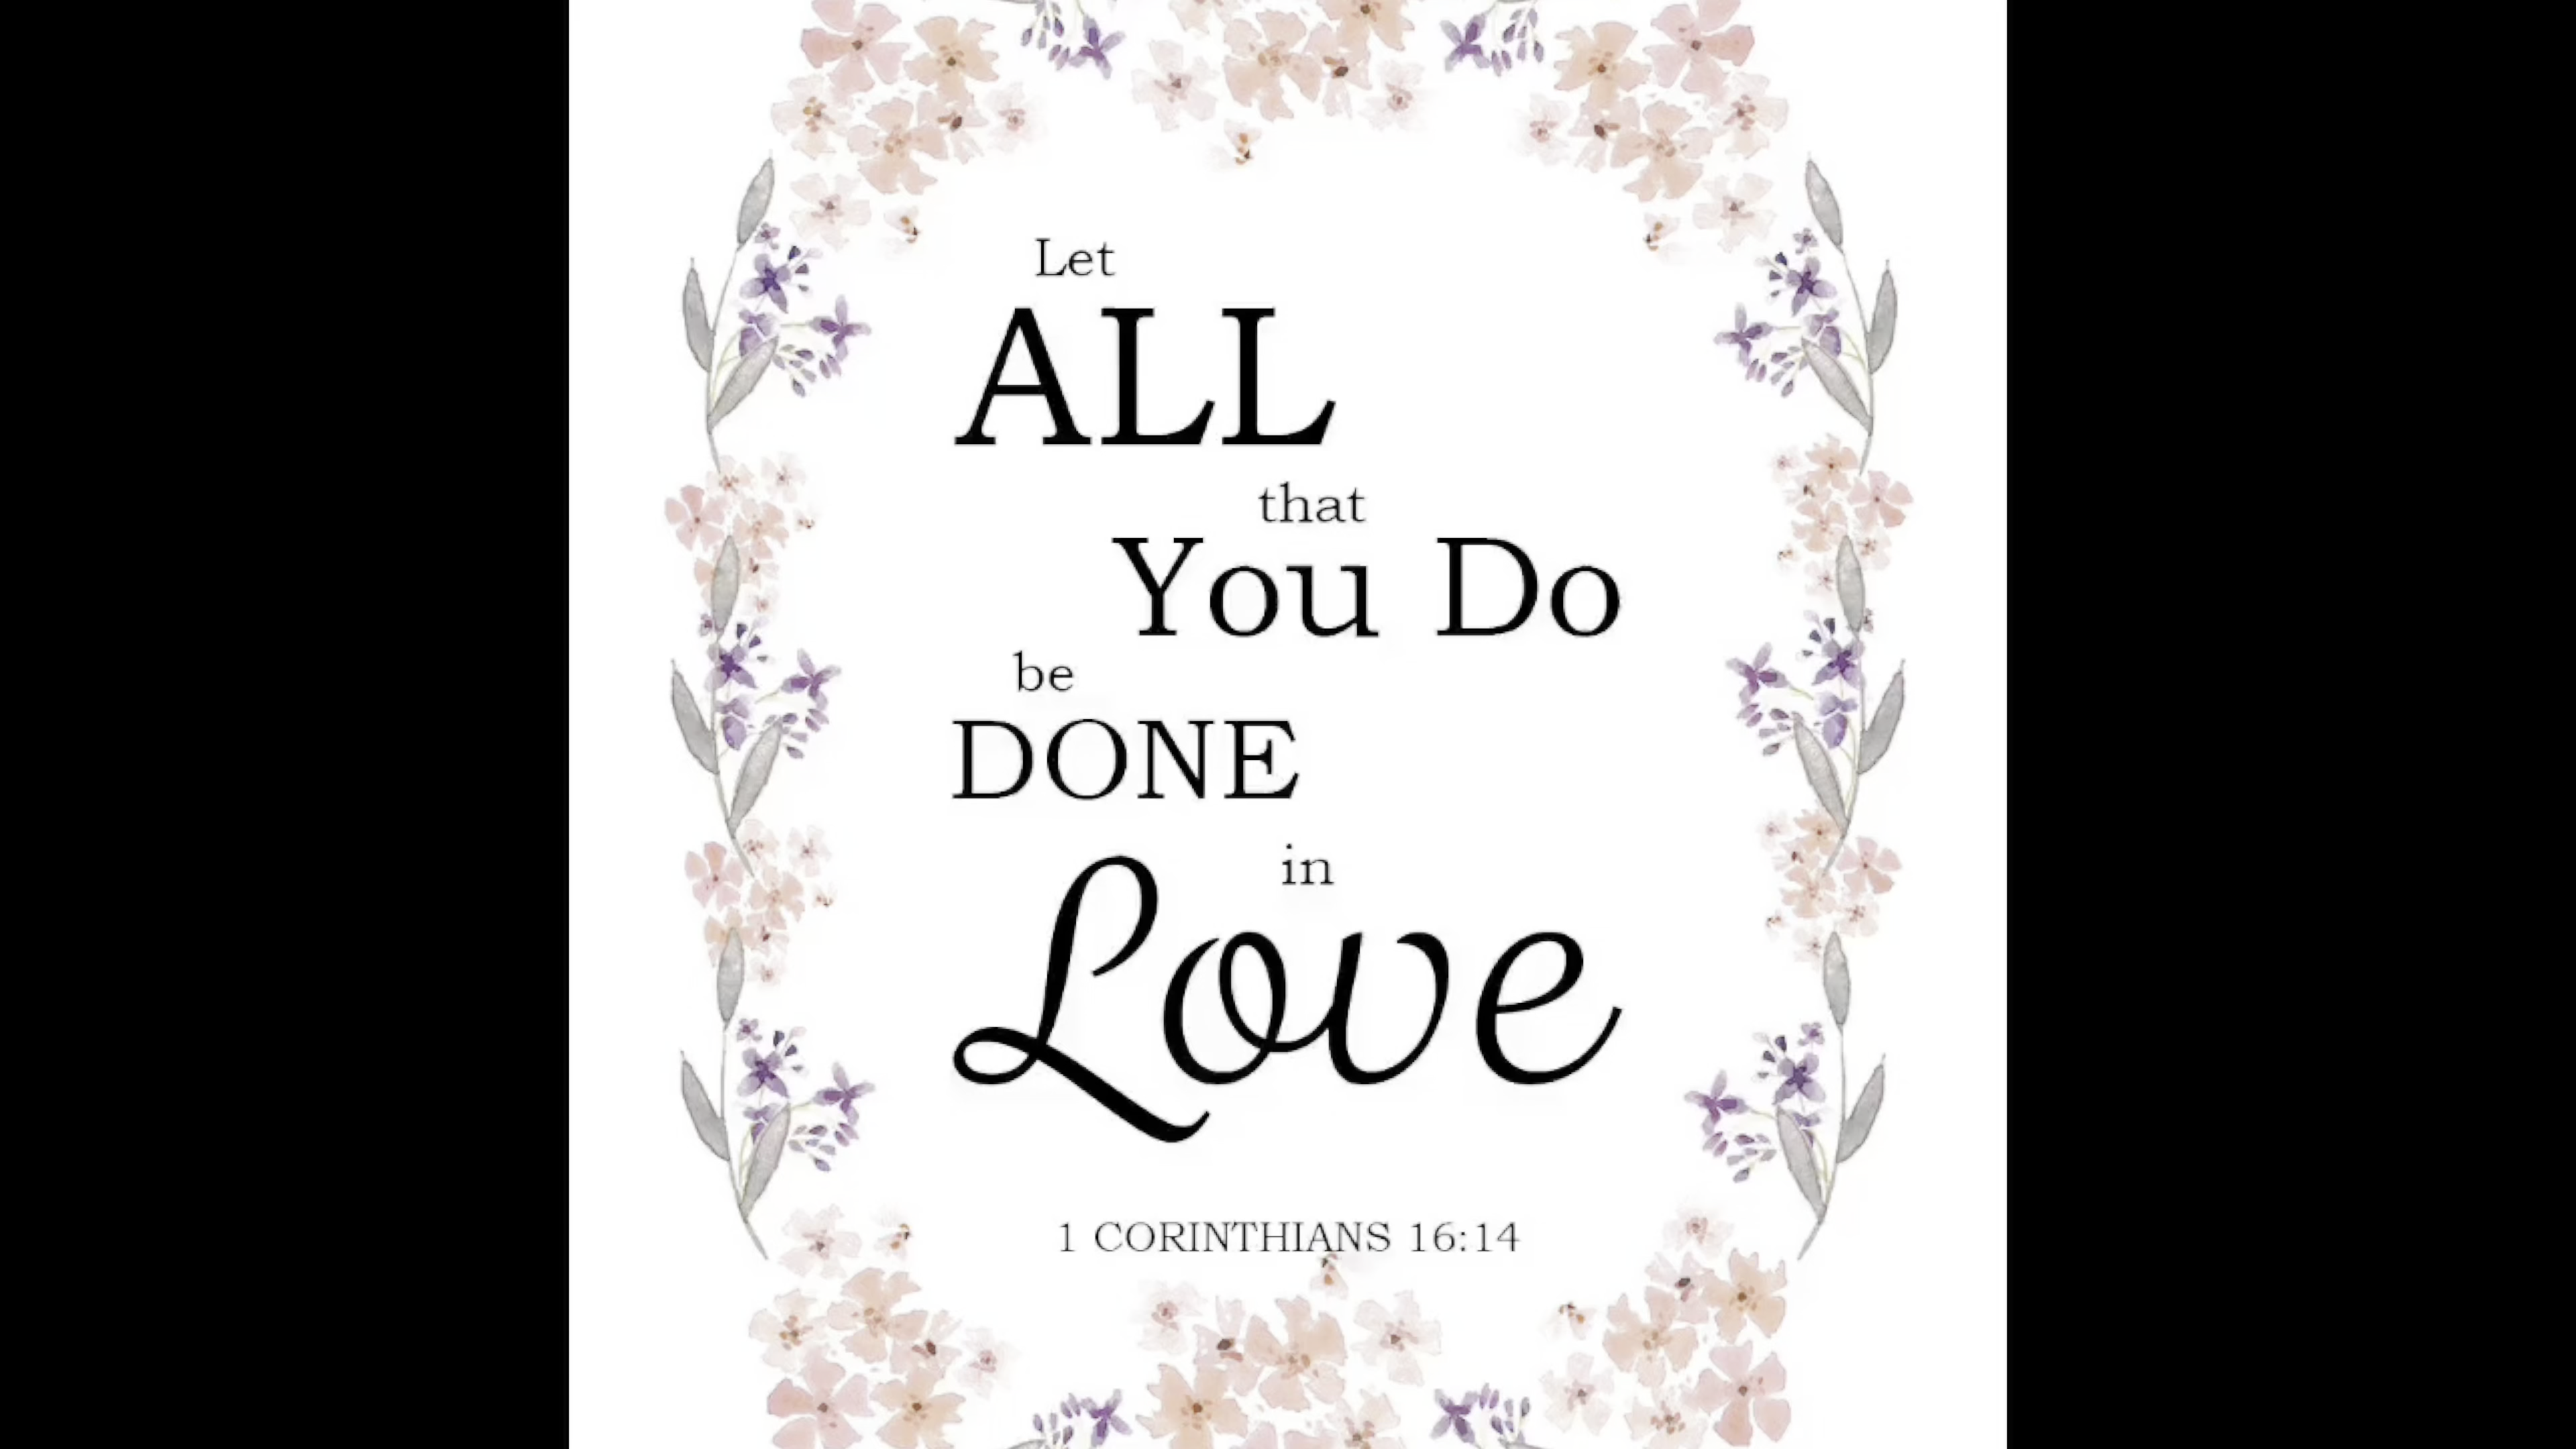 Let
ALL
that
You Do
be
DONE
in
Love
1 CORINTHIANS 16:14